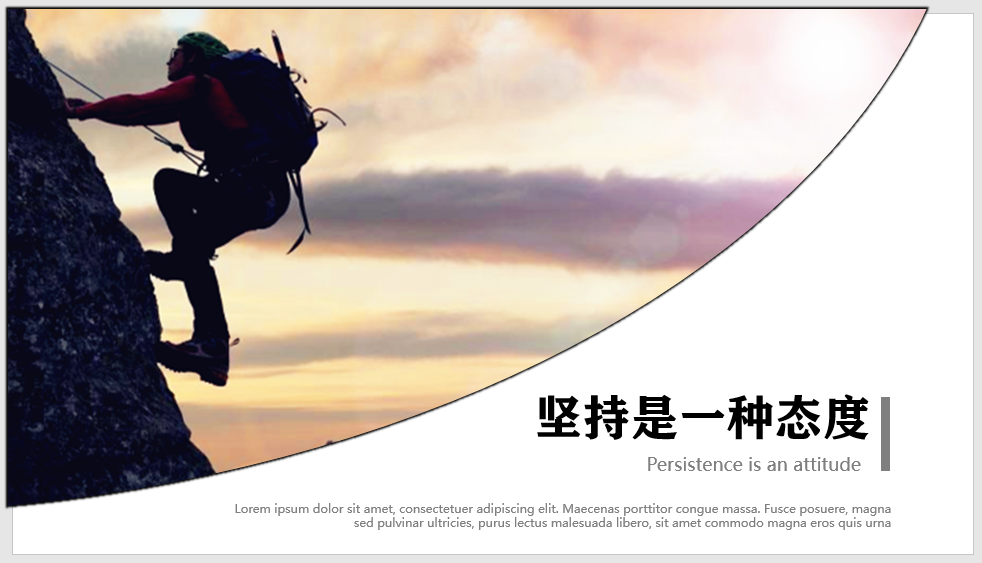 坚持是一种态度
Persistence is an attitude
Lorem ipsum dolor sit amet, consectetuer adipiscing elit. Maecenas porttitor congue massa. Fusce posuere, magna
sed pulvinar ultricies, purus lectus malesuada libero, sit amet commodo magna eros quis urna